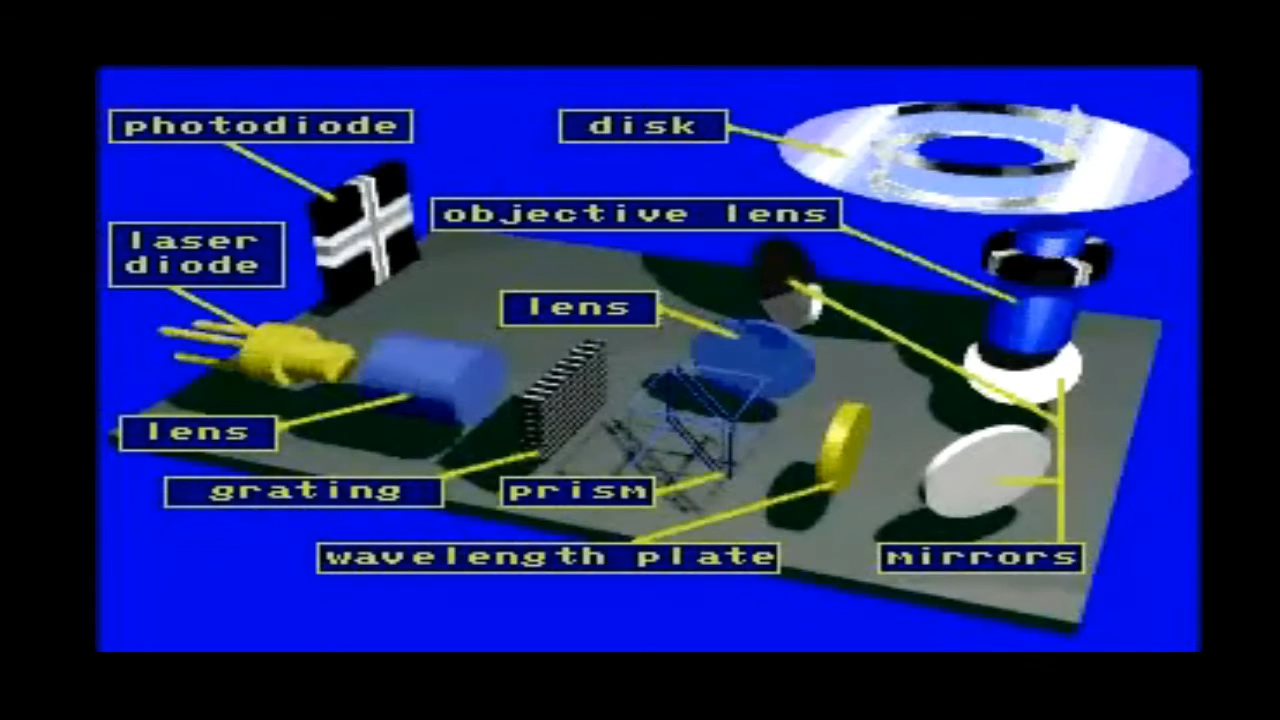 photodiode
disk
objective lens
laser
diode
lens
lens
grating
prism
wavelength plate
mirrors